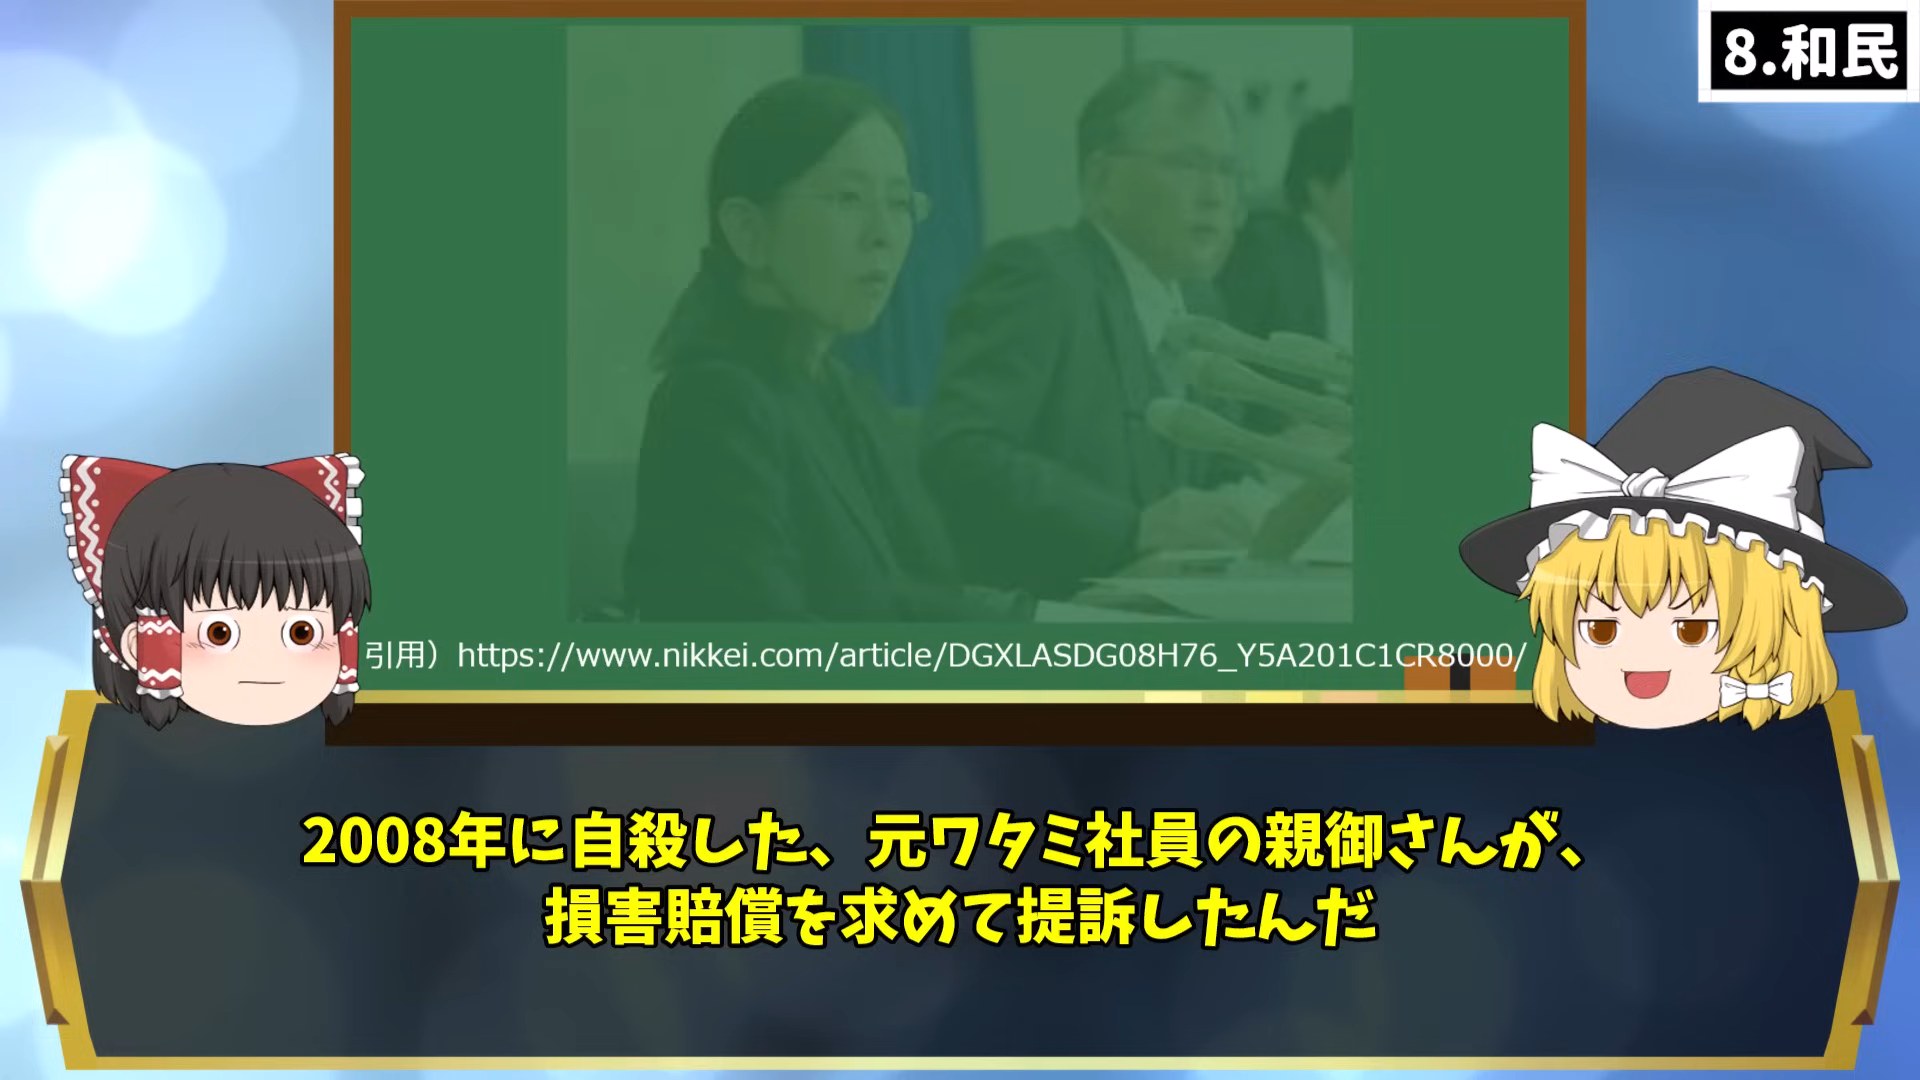 8.和民
引用）https://www.nikkei.com/article/DGXLASDG08H76_Y5A201C1CR8000/
2008年に自殺した、元ワタミ社員の親御さんが、
損害賠償を求めて提訴したんだ